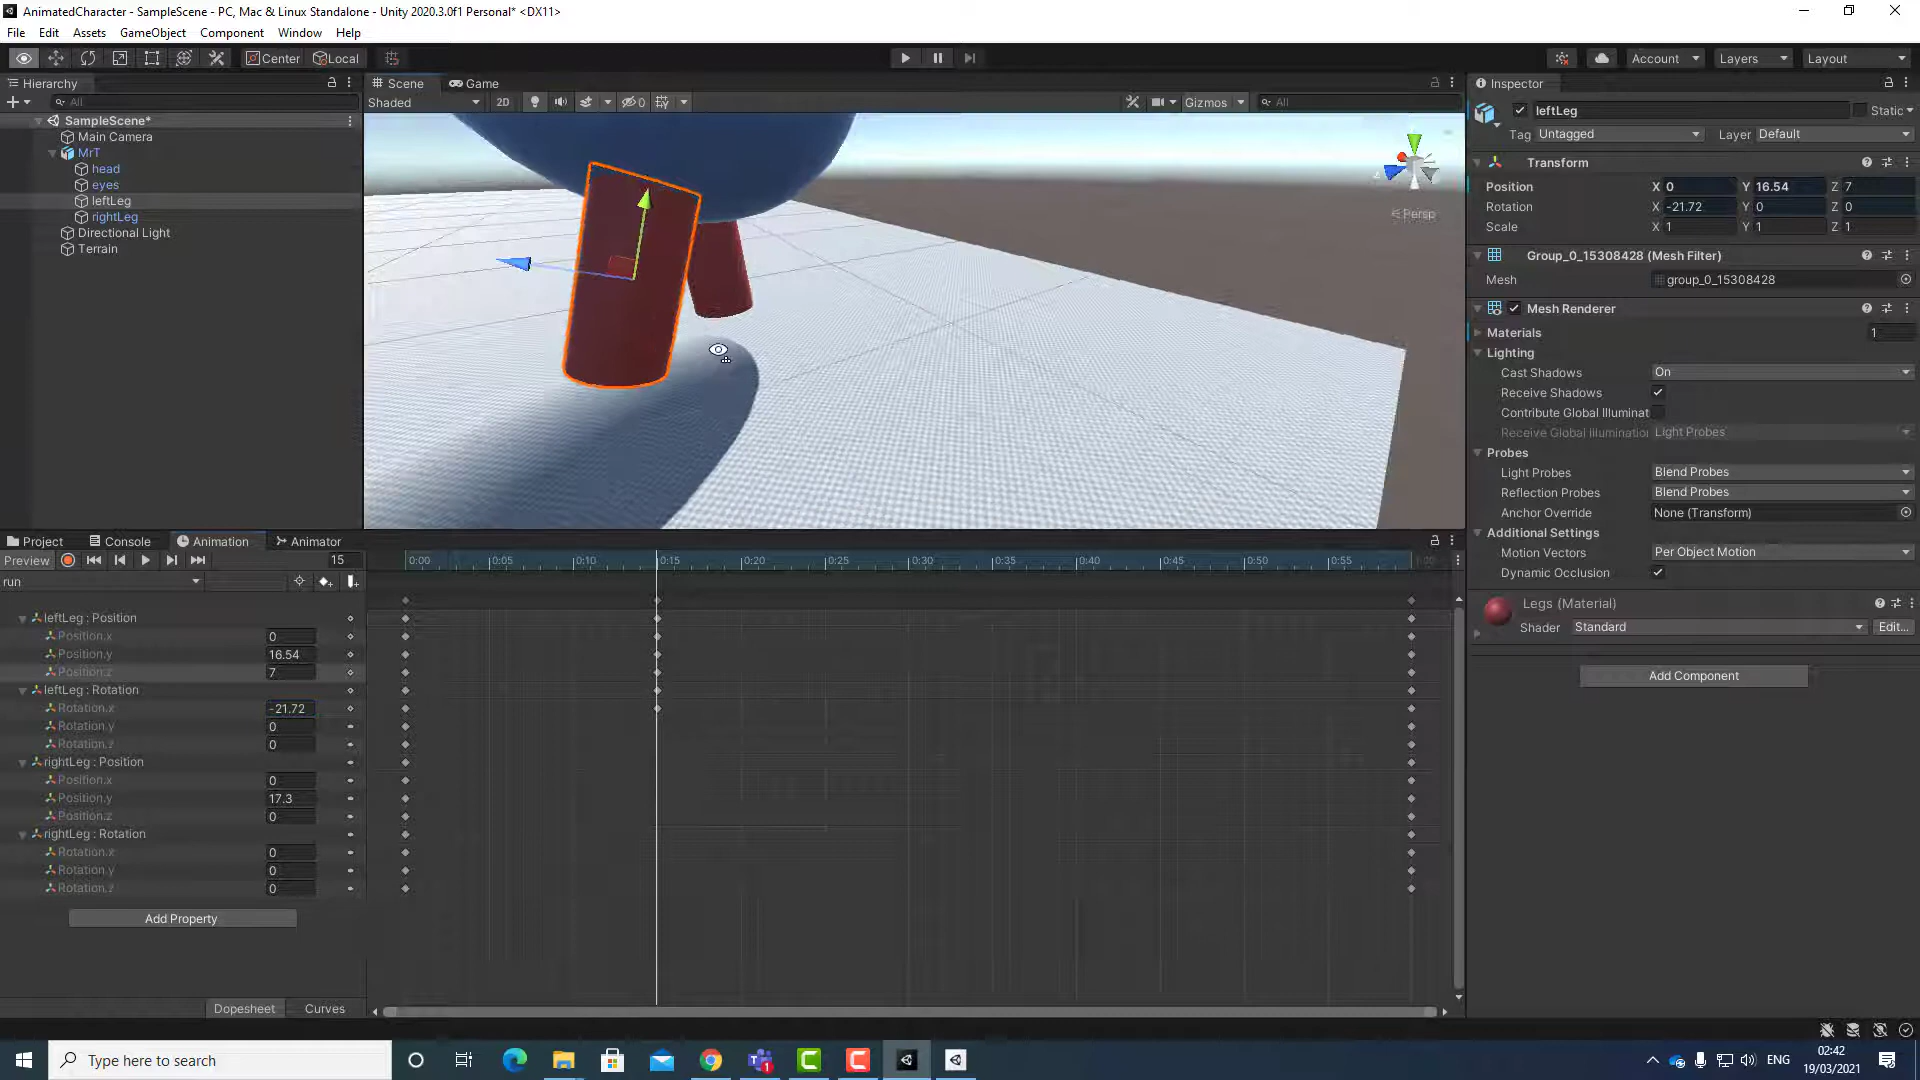 AnimatedCharacter - SampleScene - PC, Mac & Linux Standalone - Unity 2020.3.0f1 Personal* <DX11>
File Edit Assets GameObject Component Window Help
Center Local Account Layers Layout
Hierarchy
All
SampleScene*
Main Camera
MrT
head
eyes
leftLeg
rightLeg
Directional Light
Terrain
Scene Game
Shaded 2D 0 Gizmos All
Persp
Inspector
leftLeg Static
Tag Untagged Layer Default
Transform
Position X 0 Y 16.54 Z 7
Rotation X -21.72 Y 0 Z 0
Scale X 1 Y 1 Z 1
Group_0_15308428 (Mesh Filter)
Mesh group_0_15308428
Mesh Renderer
Materials 1
Lighting
Cast Shadows On
Receive Shadows
Contribute Global Illuminat
Receive Global Illumination Light Probes
Probes
Light Probes Blend Probes
Reflection Probes Blend Probes
Anchor Override None (Transform)
Additional Settings
Motion Vectors Per Object Motion
Dynamic Occlusion
Legs (Material)
Shader Standard Edit...
Add Component
Project Console Animation Animator
Preview 15 0:00 0:05 0:10 0:15 0:20 0:25 0:30 0:35 0:40 0:45 0:50 0:55 1:00
run
leftLeg : Position
Position.x 0
Position.y 16.54
Position.z 7
leftLeg : Rotation
Rotation.x -21.72
Rotation.y 0
Rotation.z 0
rightLeg : Position
Position.x 0
Position.y 17.3
Position.z 0
rightLeg : Rotation
Rotation.x 0
Rotation.y 0
Rotation.z 0
Add Property
Dopesheet Curves
Type here to search
1
ENG
02:42
19/03/2021